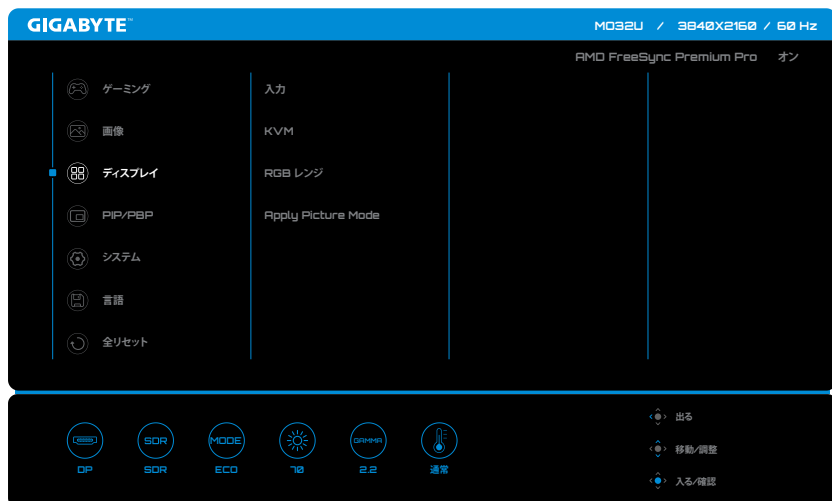 GIGABYTE™
MO32U / 3840X2160 / 60 Hz
AMD FreeSync Premium Pro オン
ゲーミング
画像
ディスプレイ
PIP/PBP
システム
言語
全リセット
入力
KVM
RGB レンジ
Apply Picture Mode
SDR
MODE
GAMMA
DP
SDR
ECO
70
2.2
通常
出る
移動/調整
入る/確認